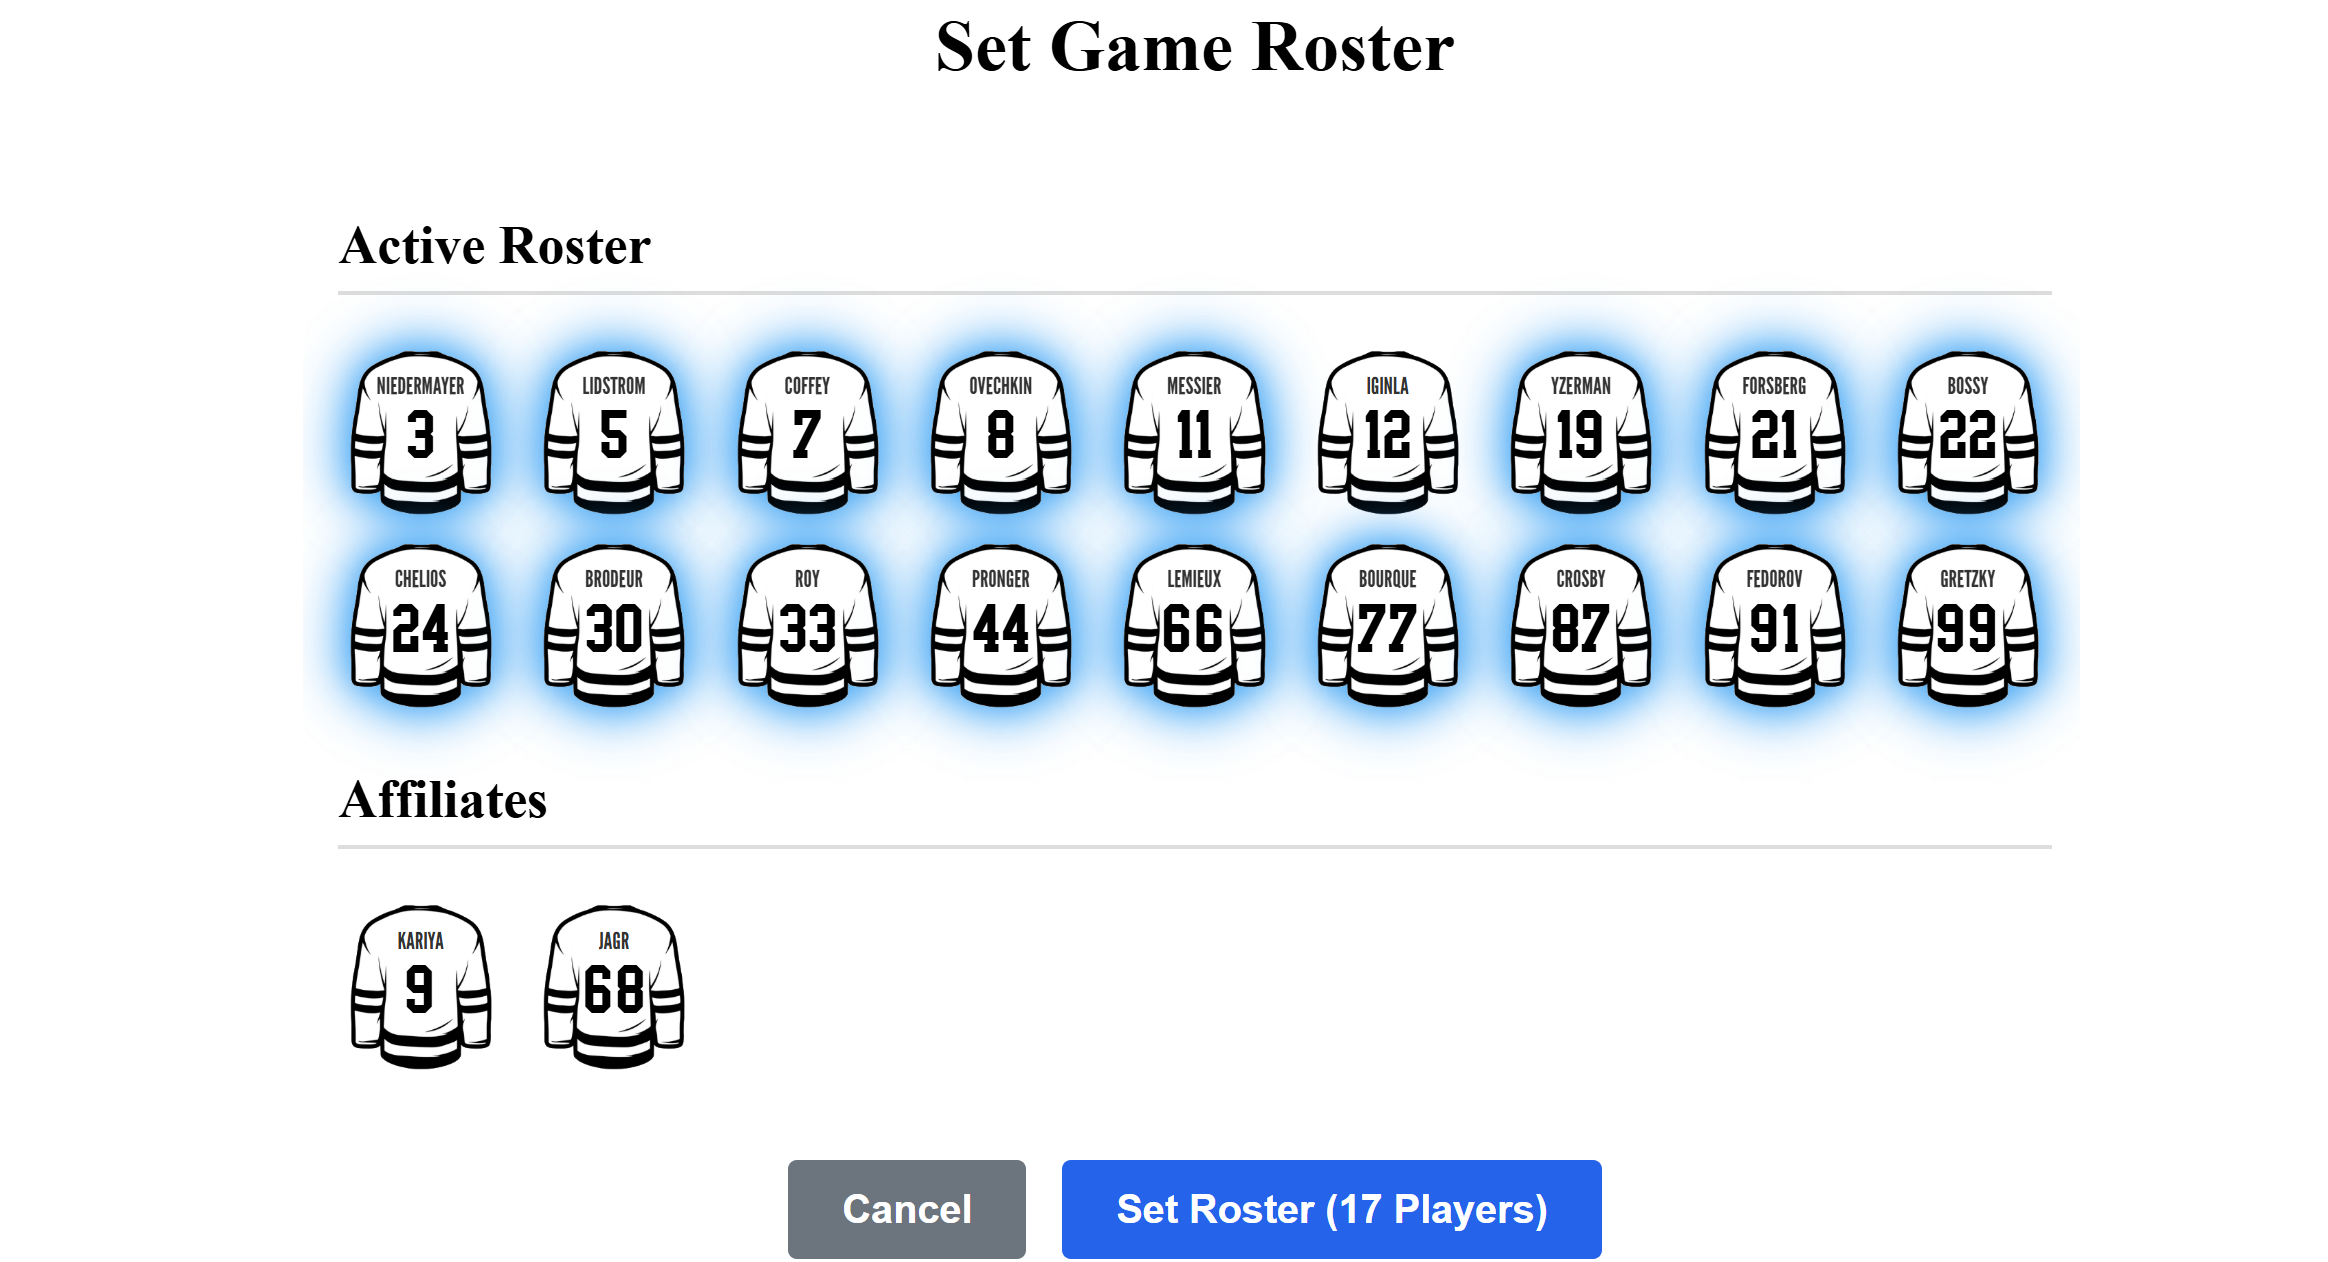 Set Game Roster
Active Roster
NIEDERMAYER LIDSTROM COFFEY OVECHKIN MESSIER IGINLA YZERMAN FORSBERG BOSSY
3 5 7 8 11 12 19 21 22
CHELIOS BRODEUR ROY PRONGER LEMIEUX BOURQUE CROSBY FEDOROV GRETZKY
24 30 33 44 66 77 87 91 99
Affiliates
KARIYA JAGR
9 68
Cancel Set Roster (17 Players)